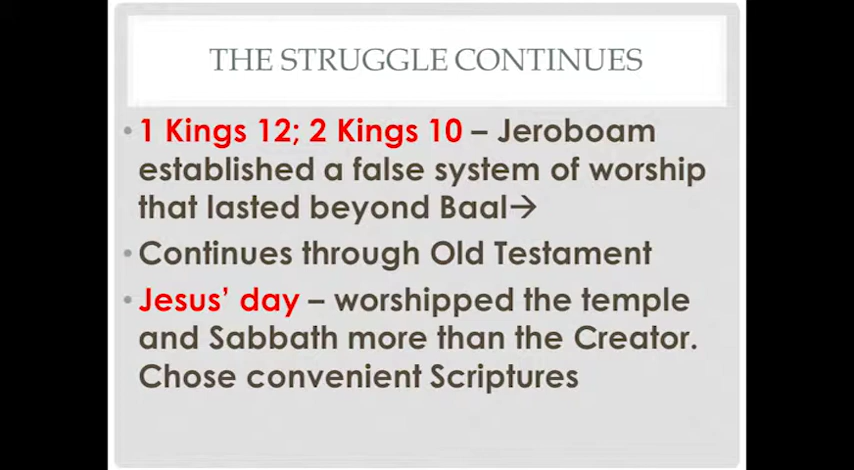 THE STRUGGLE CONTINUES
• 1 Kings 12; 2 Kings 10 – Jeroboam
established a false system of worship
that lasted beyond Baal→
• Continues through Old Testament
• Jesus’ day – worshipped the temple
and Sabbath more than the Creator.
Chose convenient Scriptures